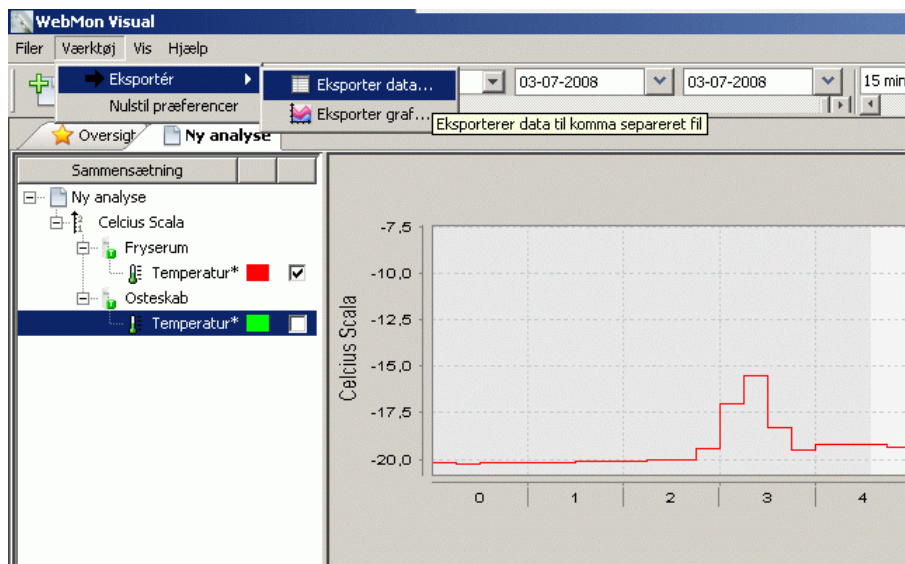 WebMon Visual
Filer Værktøj Vis Hjælp
Eksportér
Nulstil præferencer
Eksporter data...
Eksporter graf...
Eksporterer data til komma separeret fil
03-07-2008 03-07-2008 15 min
Oversigt Ny analyse
Sammensætning
Ny analyse
Celcius Scala
Fryserum
Temperatur*
Osteskab
Temperatur*
Celcius Scala
-7,5
-10,0
-12,5
-15,0
-17,5
-20,0
0 1 2 3 4